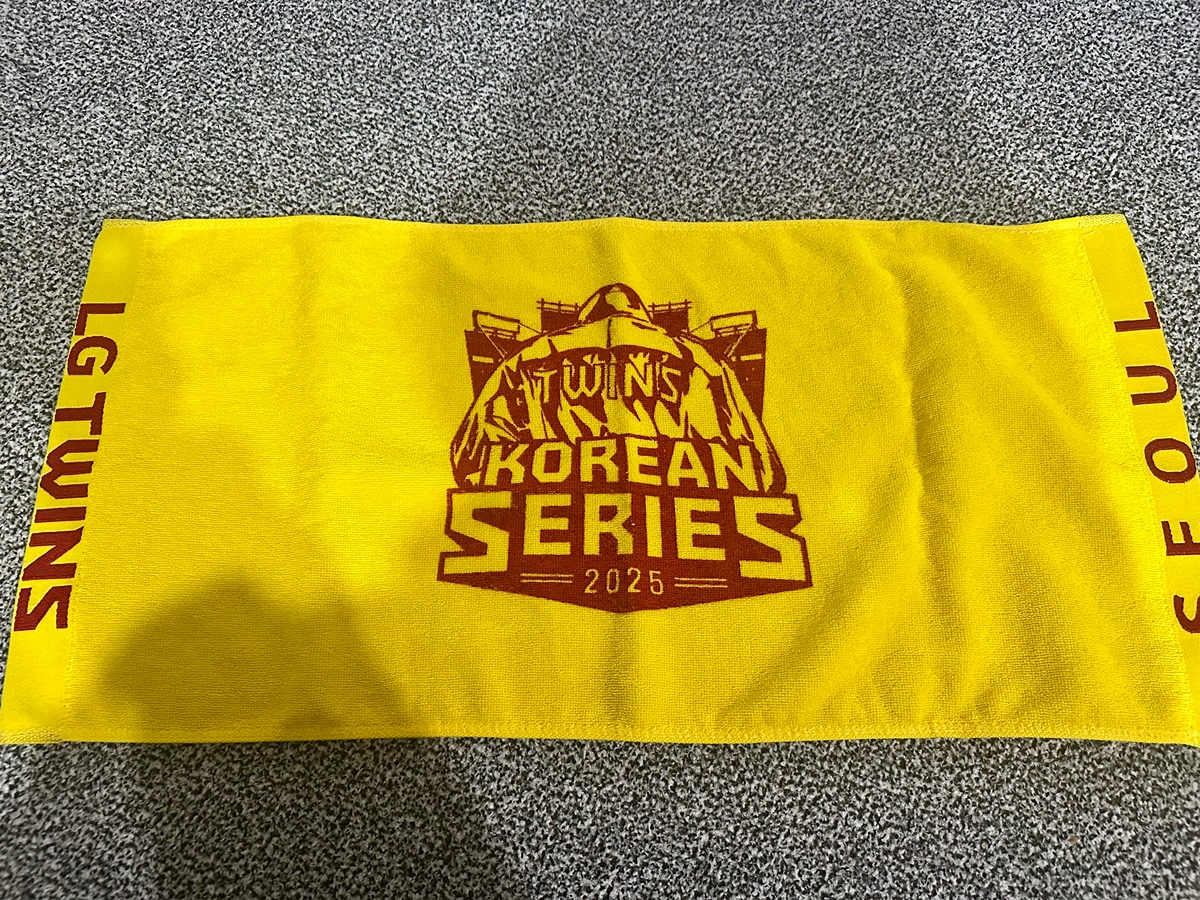 LG TWINS
TWINS
KOREAN
SERIES
2025
SEOUL